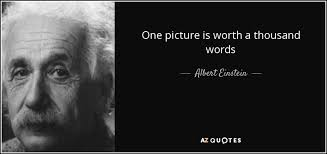 One picture is worth a thousand
words
— Albert Einstein —
AZ QUOTES